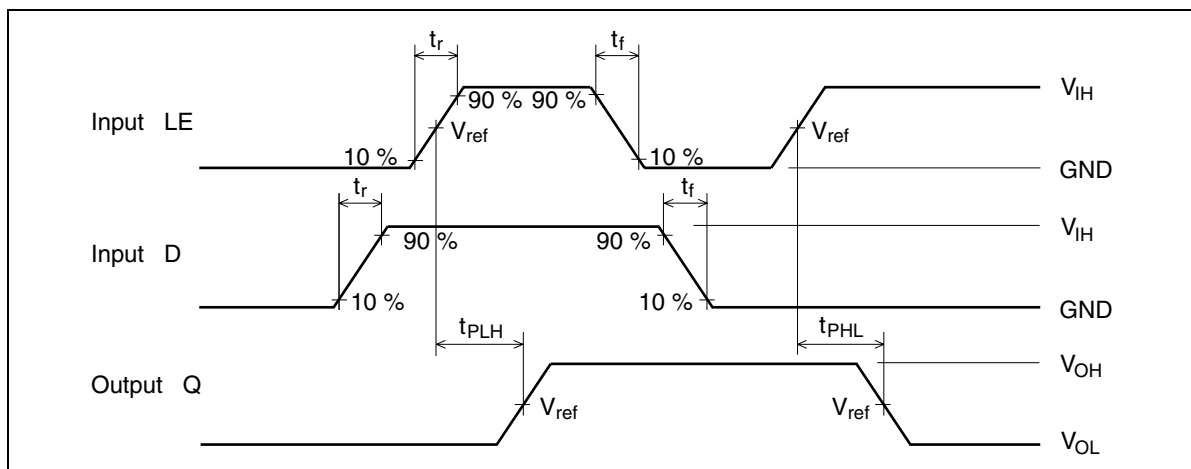 tr tf
Input LE 90 % 90 % VIH
Vref Vref
10 % 10 % GND
tr tf
Input D 90 % 90 % VIH
10 % 10 % GND
tPLH tPHL
Output Q VOH
Vref Vref
VOL